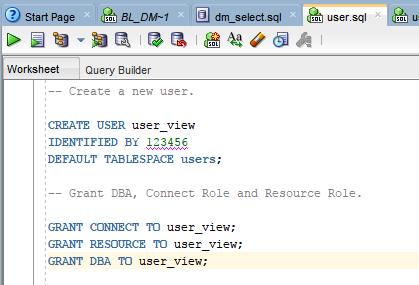 Start Page
BL_DM~1
dm_select.sql
user.sql
Aa
Worksheet
Query Builder
-- Create a new user.
CREATE USER user_view
IDENTIFIED BY 123456
DEFAULT TABLESPACE users;
-- Grant DBA, Connect Role and Resource Role.
GRANT CONNECT TO user_view;
GRANT RESOURCE TO user_view;
GRANT DBA TO user_view;